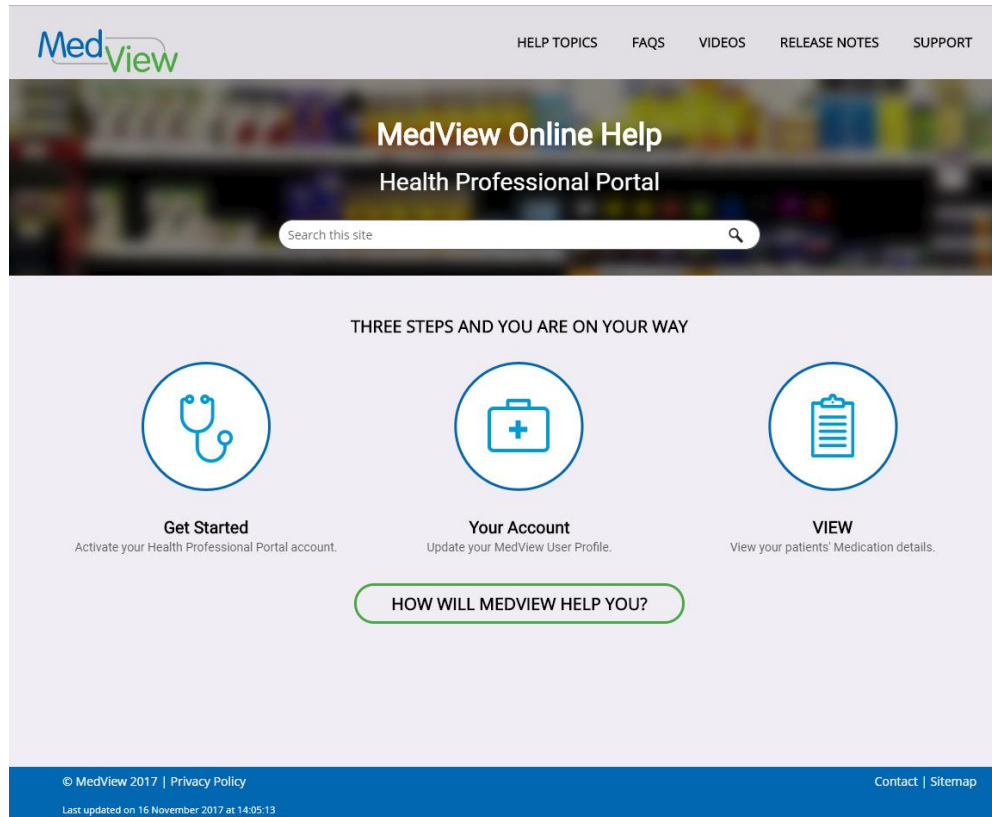 MedView
HELP TOPICS FAQS VIDEOS RELEASE NOTES SUPPORT
MedView Online Help
Health Professional Portal
Search this site
THREE STEPS AND YOU ARE ON YOUR WAY
Get Started Your Account VIEW
Activate your Health Professional Portal account. Update your MedView User Profile. View your patients' Medication details.
HOW WILL MEDVIEW HELP YOU?
© MedView 2017 | Privacy Policy Contact | Sitemap
Last updated on 16 November 2017 at 14:05:13